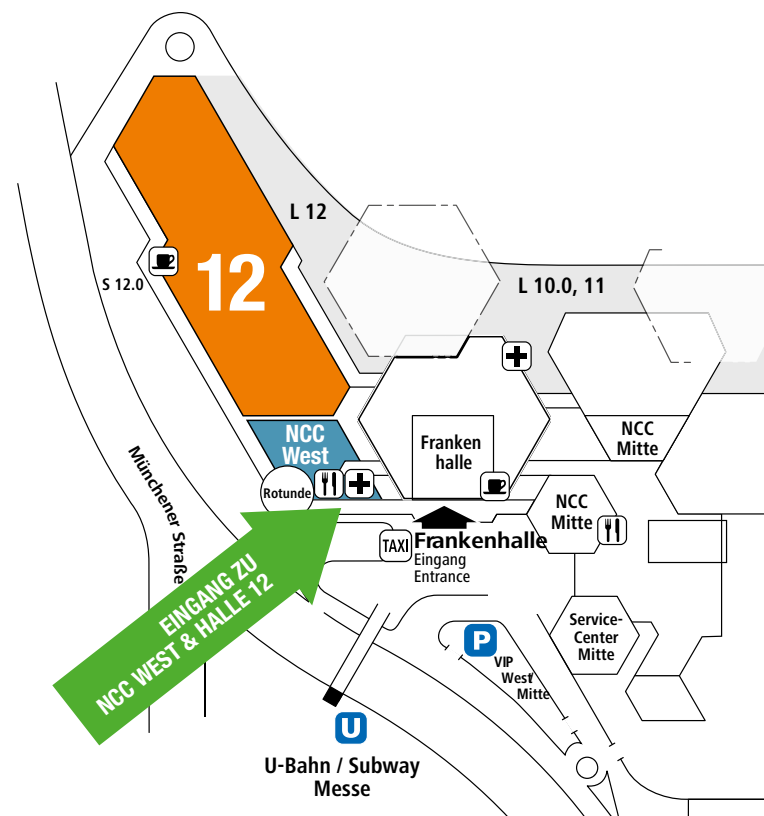 L 12
12
L 10.0, 11
S 12.0
NCC
West
Franken
halle
NCC
Mitte
Rotunde
NCC
Mitte
Münchener Straße
TAXI
Frankenhalle
Eingang
Entrance
EINGANG ZU
NCC WEST & HALLE 12
Service-
Center
Mitte
P
VIP
West/
Mitte
U
U-Bahn / Subway
Messe